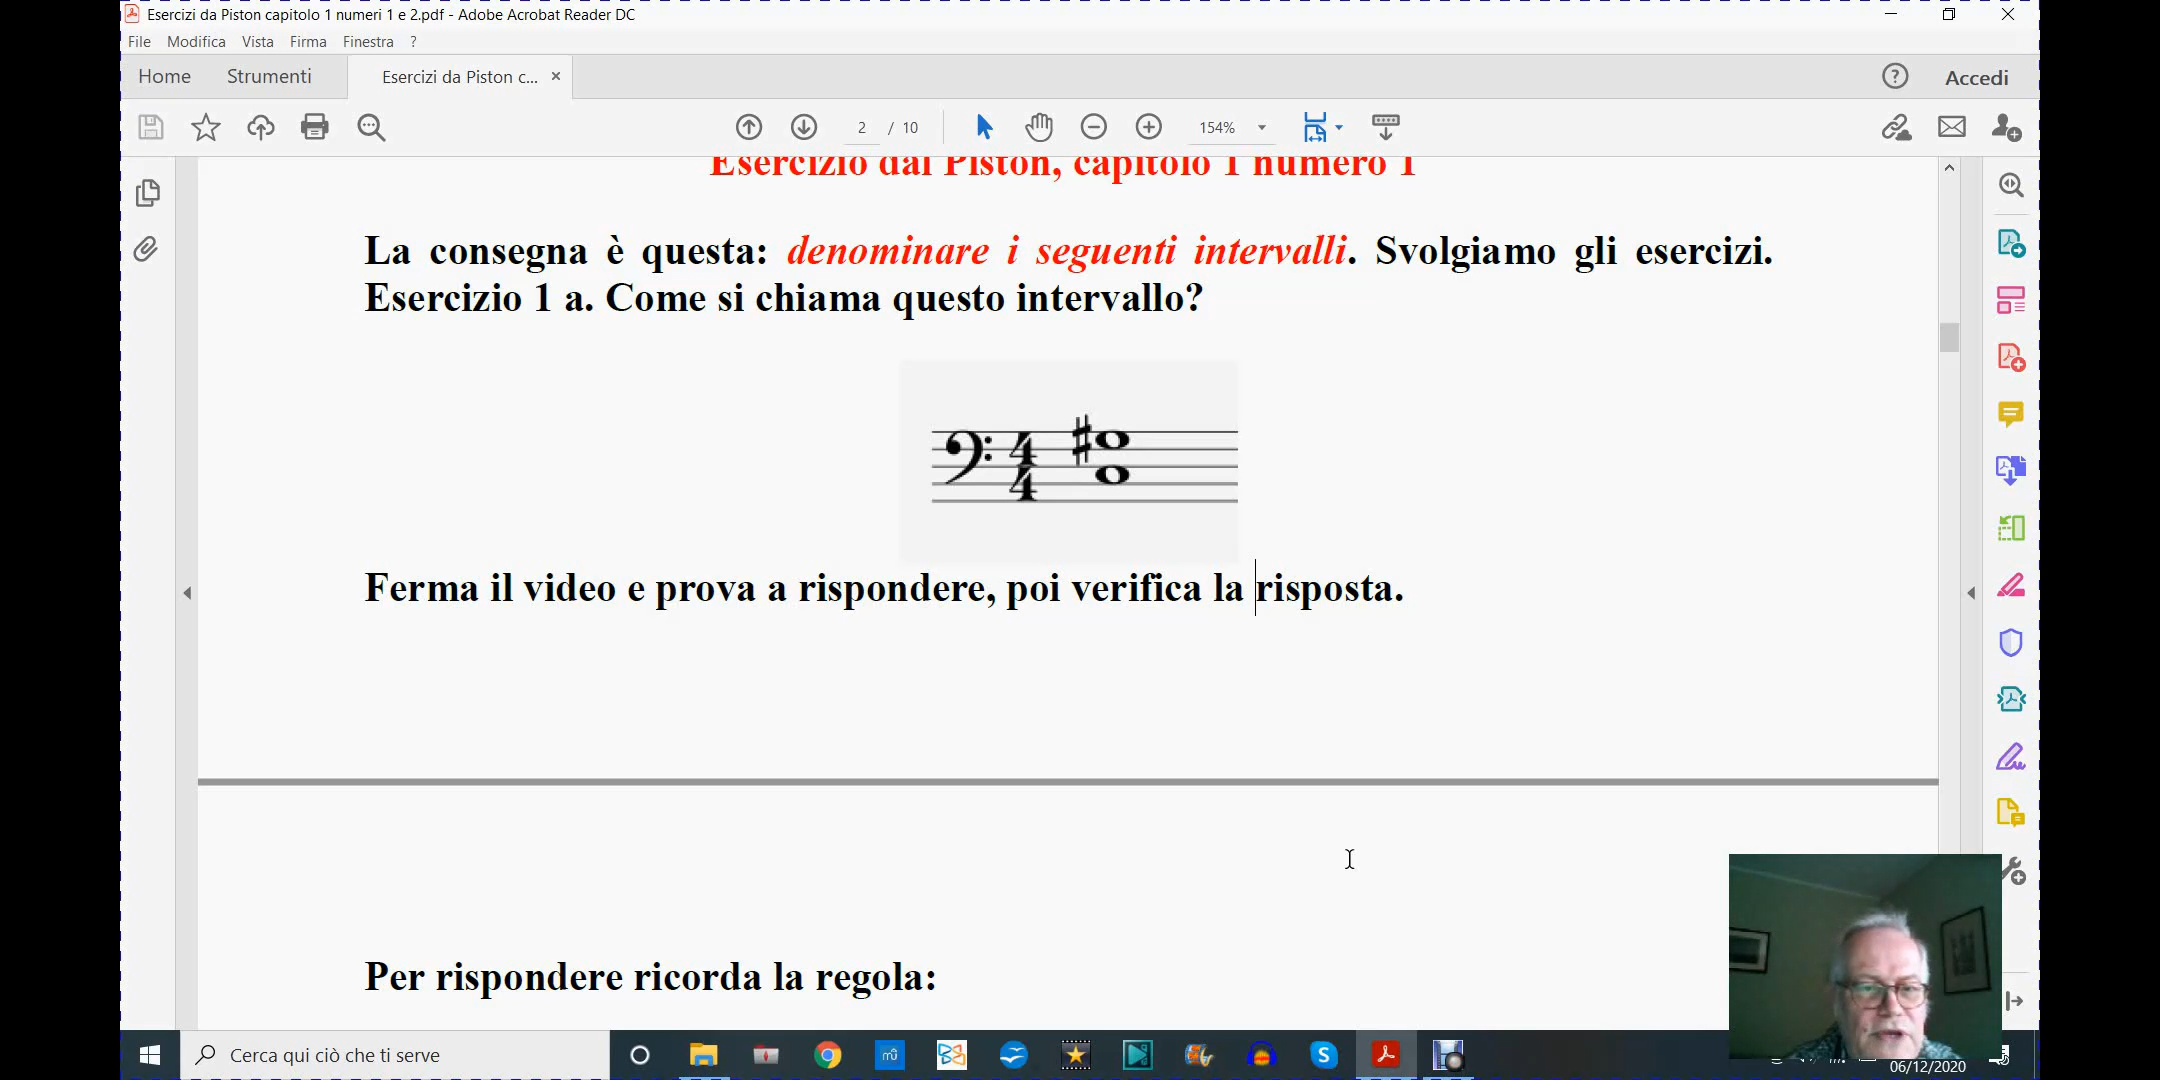 Esercizi da Piston capitolo 1 numeri 1 e 2.pdf - Adobe Acrobat Reader DC
File Modifica Vista Firma Finestra ?
Home Strumenti Esercizi da Piston c... Accedi
2 / 10 154%
Esercizio dal Piston, capitolo 1 numero 1
La consegna è questa: denominare i seguenti intervalli. Svolgiamo gli esercizi.
Esercizio 1 a. Come si chiama questo intervallo?
4
4
Ferma il video e prova a rispondere, poi verifica la risposta.
Per rispondere ricorda la regola:
Cerca qui ciò che ti serve
06/12/2020